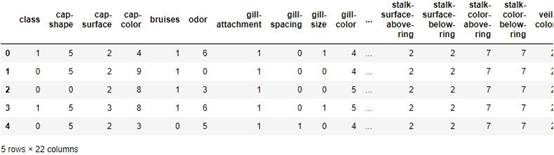 stalk- stalk- stalk- stalk-
class cap-shape cap-surface cap-color bruises odor gill-attachment gill-spacing gill-size gill-color ... surface-above-ring surface-below-ring color-above-ring color-below-ring veil
0 1 5 2 4 1 6 1 0 1 4 ... 2 2 7 7
1 0 5 2 9 1 0 1 0 0 4 ... 2 2 7 7
2 0 0 2 8 1 3 1 0 0 5 ... 2 2 7 7
3 1 5 3 8 1 6 1 0 1 5 ... 2 2 7 7
4 0 5 2 3 0 5 1 1 0 4 ... 2 2 7 7
5 rows × 22 columns